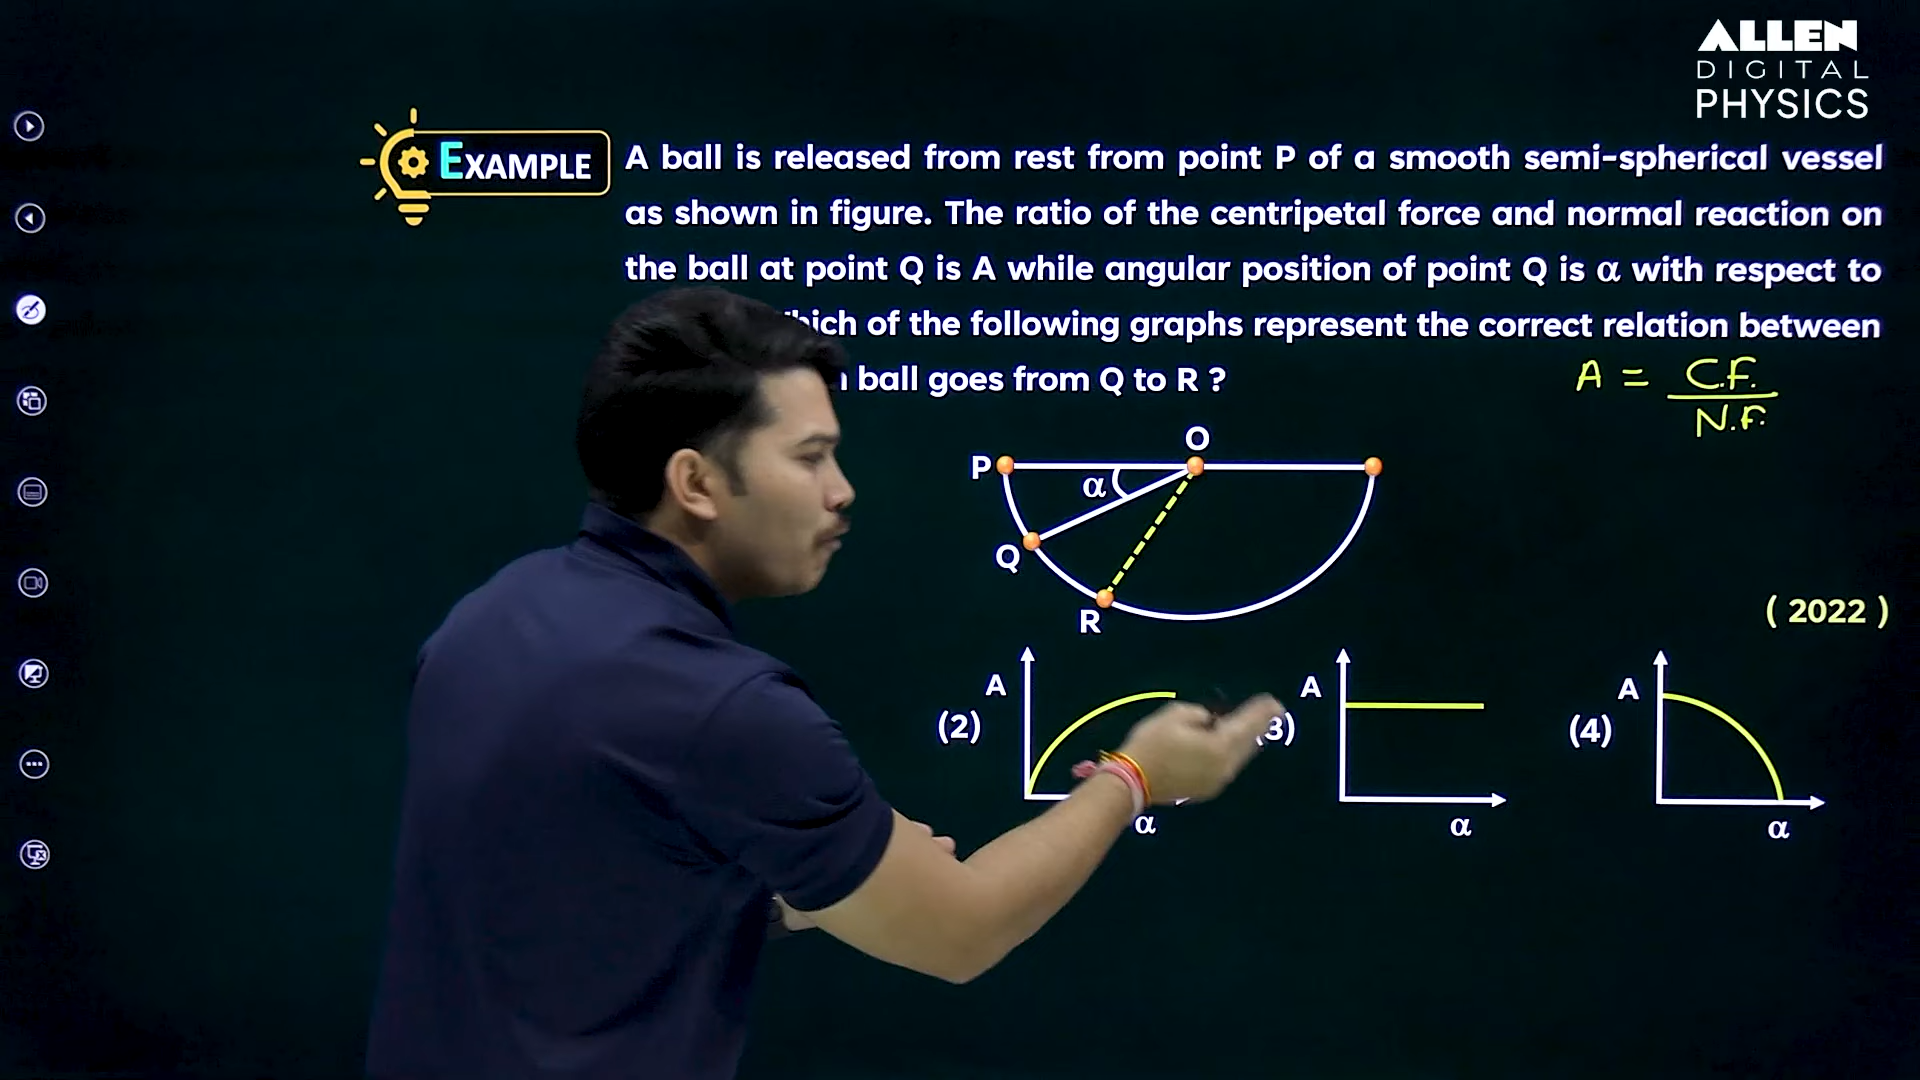 ALLEN
DIGITAL
PHYSICS
EXAMPLE
A ball is released from rest from point P of a smooth semi-spherical vessel
as shown in figure. The ratio of the centripetal force and normal reaction on
the ball at point Q is A while angular position of point Q is α with respect to
hich of the following graphs represent the correct relation between
ball goes from Q to R ?
A = C.F. / N.F.
O
P
α
Q
R
( 2022 )
(2)
A
α
(3)
A
α
(4)
A
α